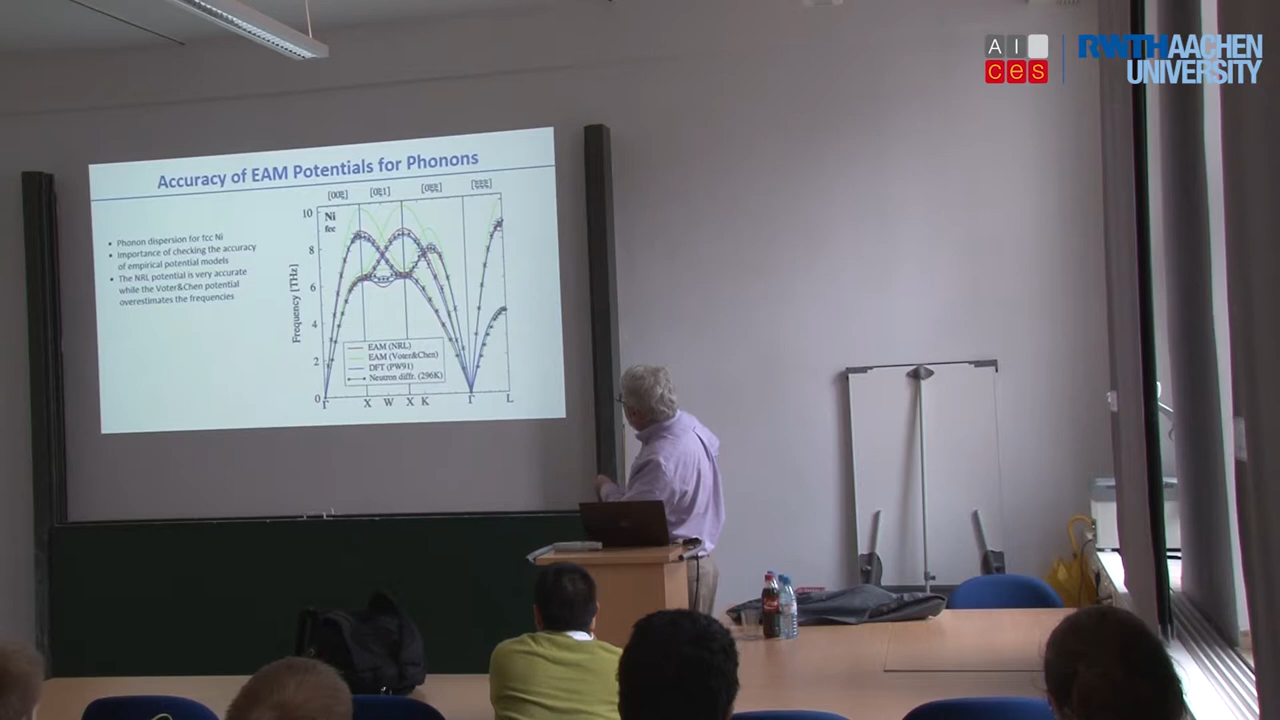 AI
ces
RWTHAACHEN
UNIVERSITY
Accuracy of EAM Potentials for Phonons
• Phonon dispersion for fcc Ni
• Importance of checking the accuracy
of empirical potential models
• The NRL potential is very accurate
while the Voter&Chen potential
overestimates the frequencies
Ni
fcc
10
8
6
4
2
0
Frequency [THz]
EAM (NRL)
EAM (Voter&Chen)
DFT (PW91)
Neutron diffr. (296K)
Γ X W X K Γ L